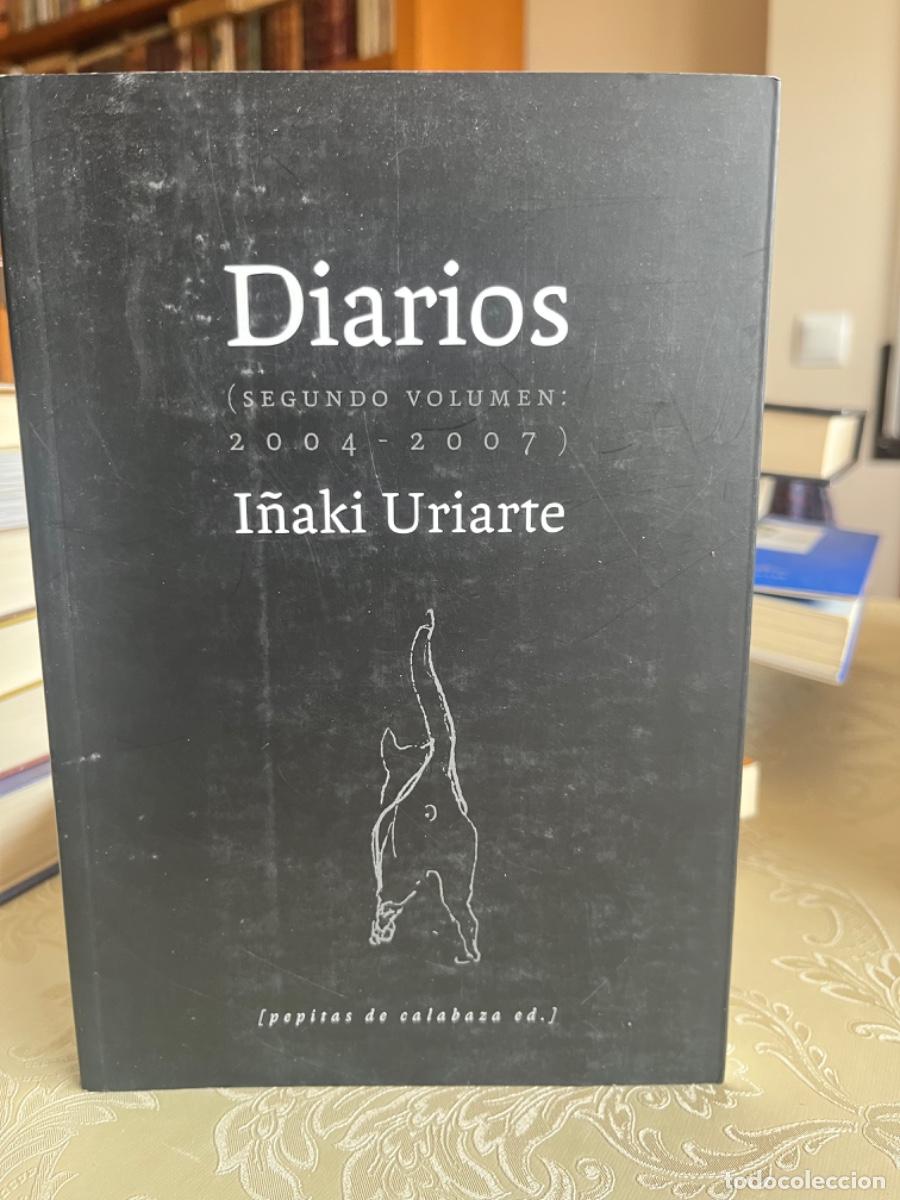 Diarios
(SEGUNDO VOLUMEN:
2004-2007)
Iñaki Uriarte
[pepitas de calabaza ed.]
todocoleccion